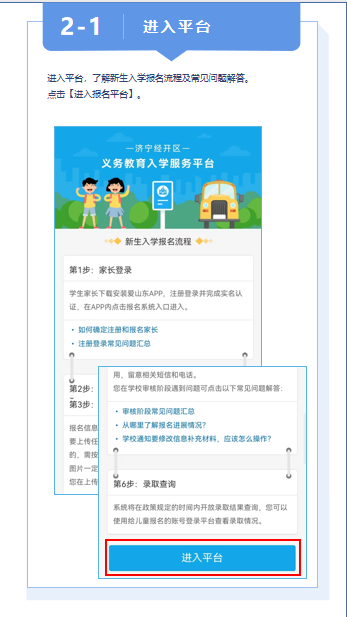 2-1 进入平台
进入平台，了解新生入学报名流程及常见问题解答。
点击【进入报名平台】。
—济宁经开区—
义务教育入学服务平台
新生入学报名流程
第1步：家长登录
学生家长下载安装爱山东APP，注册登录并完成实名认
证，在APP内点击报名系统入口进入。
• 如何确定注册和报名家长
• 注册登录常见问题汇总
第2步：
第3步：
报名信息
要上传任
的，需按
图片一定
您在上传
用，留意相关短信和电话。
您在学校审核阶段遇到问题可点击以下常见问题解答：
• 审核阶段常见问题汇总
• 从哪里了解报名进展情况？
• 学校通知要修改信息补充材料，应该怎么操作？
第6步：录取查询
系统将在政策规定的时间内开放录取结果查询，您可以
使用给儿童报名的账号登录平台查看录取情况。
进入平台